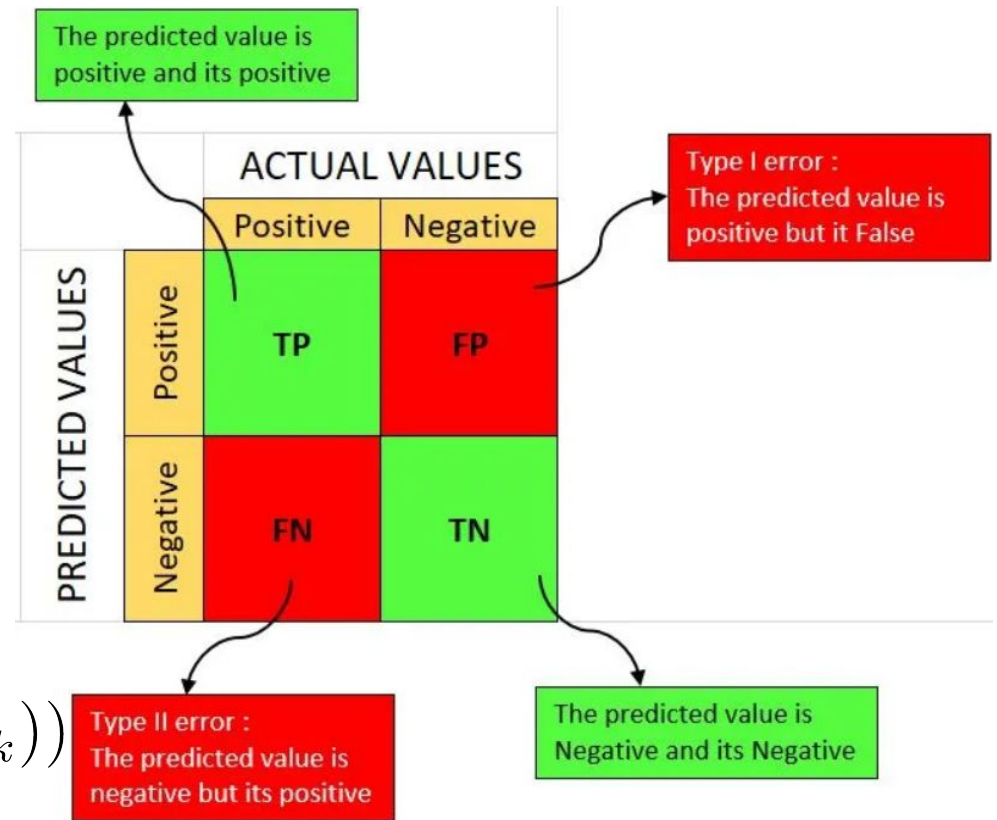 The predicted value is
positive and its positive
ACTUAL VALUES
Type I error :
The predicted value is
positive but it False
Positive Negative
PREDICTED VALUES
Positive
TP FP
Negative
FN TN
k))
Type II error :
The predicted value is
negative but its positive
The predicted value is
Negative and its Negative